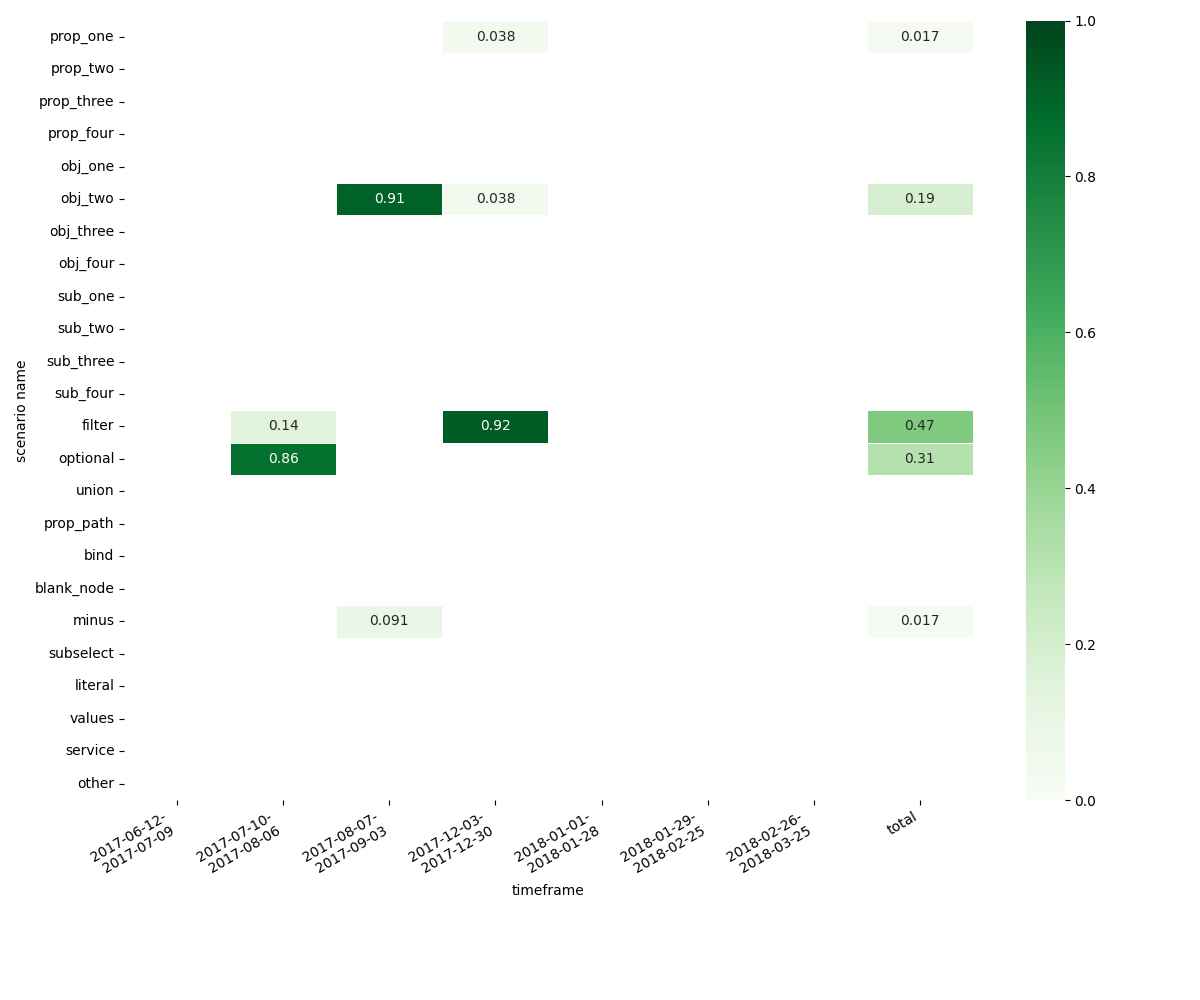 prop_one
0.038
0.017
1.0
prop_two
prop_three
prop_four
obj_one
0.8
obj_two
0.91
0.038
0.19
obj_three
obj_four
sub_one
sub_two
0.6
sub_three
sub_four
scenario name
filter
0.14
0.92
0.47
optional
0.86
0.31
union
0.4
prop_path
bind
blank_node
minus
0.091
0.017
subselect
0.2
literal
values
service
other
0.0
2017-06-12-
2017-07-09
2017-07-10-
2017-08-06
2017-08-07-
2017-09-03
2017-12-03-
2017-12-30
2018-01-01-
2018-01-28
2018-01-29-
2018-02-25
2018-02-26-
2018-03-25
total
timeframe